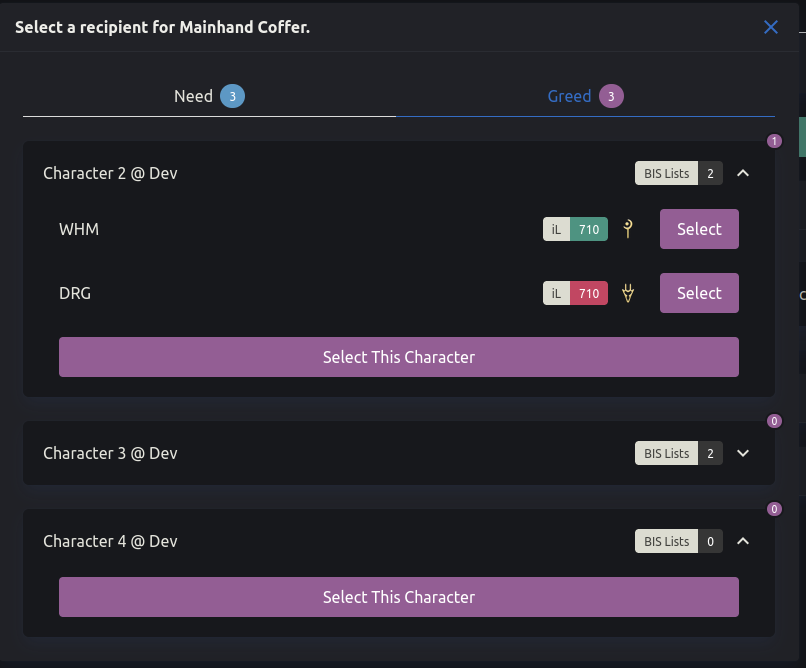 Select a recipient for Mainhand Coffer.
Need 3
Greed 3
1
Character 2 @ Dev
BIS Lists 2
WHM
iL 710
Select
DRG
iL 710
Select
Select This Character
0
Character 3 @ Dev
BIS Lists 2
0
Character 4 @ Dev
BIS Lists 0
Select This Character